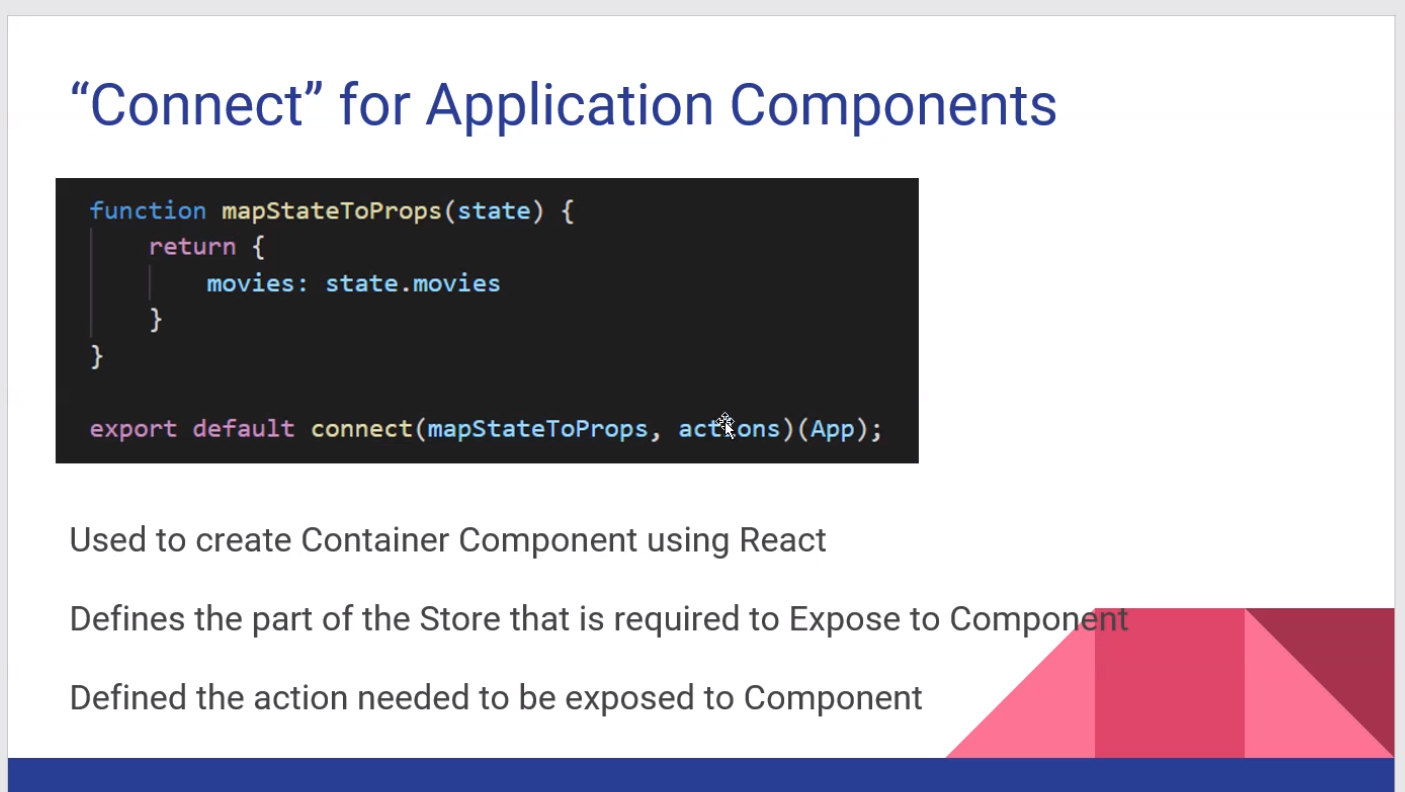 “Connect” for Application Components
function mapStateToProps(state) {
return {
movies: state.movies
}
}
export default connect(mapStateToProps, actions)(App);
Used to create Container Component using React
Defines the part of the Store that is required to Expose to Component
Defined the action needed to be exposed to Component